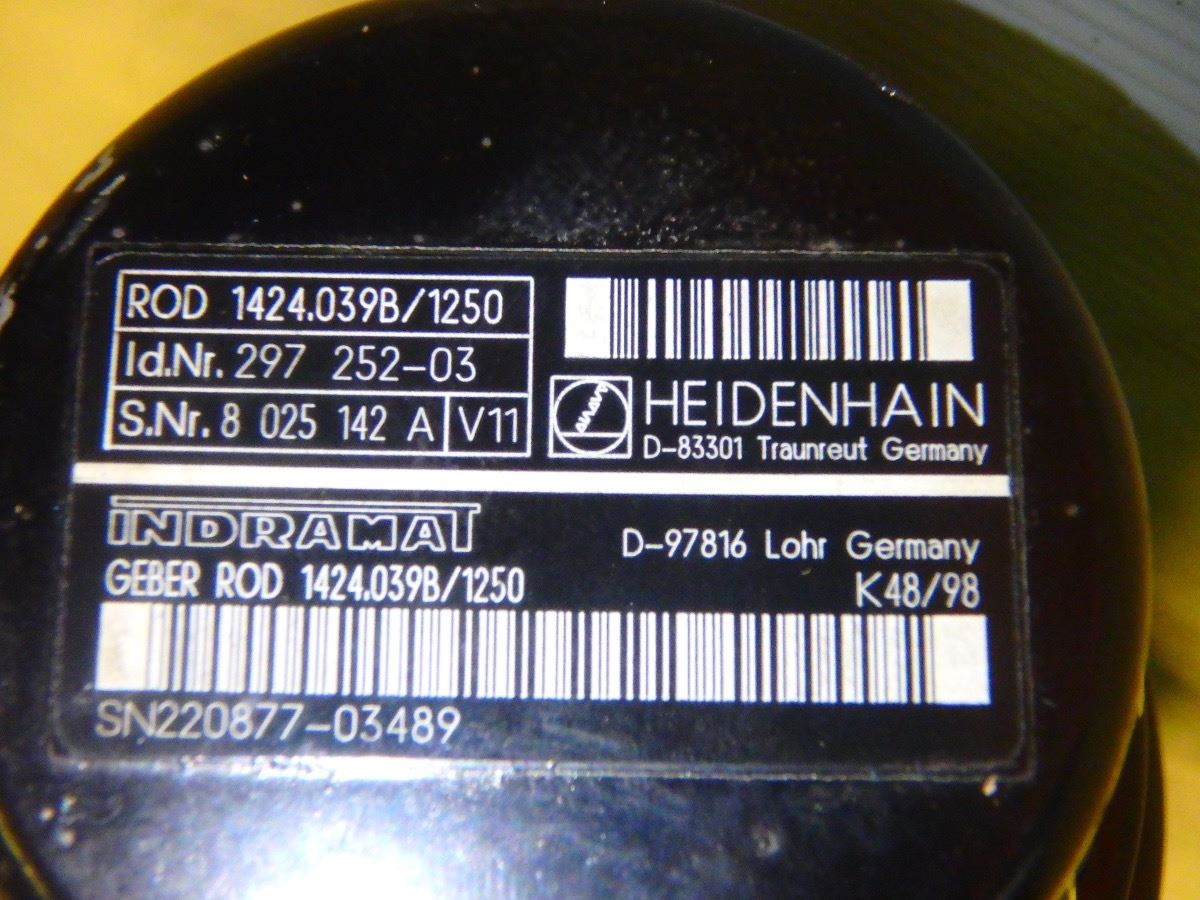 ROD 1424.039B/1250
Id.Nr. 297 252-03
S.Nr. 8 025 142 A V11
HEIDENHAIN
D-83301 Traunreut Germany
INDRAMAT
D-97816 Lohr Germany
GEBER ROD 1424.039B/1250
K48/98
SN220877-03489